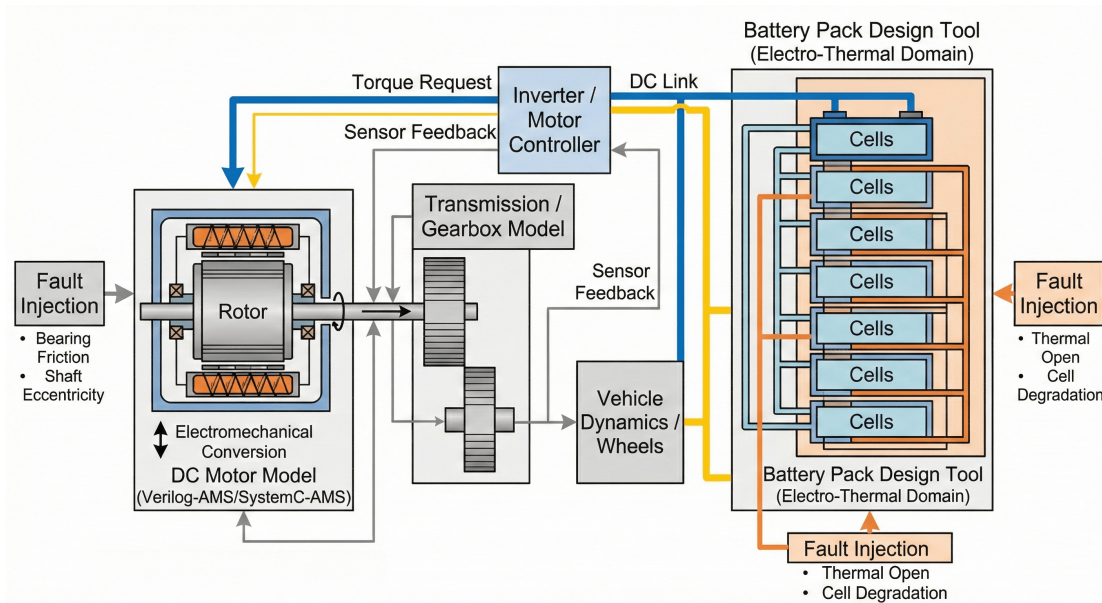 Battery Pack Design Tool
(Electro-Thermal Domain)
Torque Request
DC Link
Inverter /
Motor
Controller
Sensor Feedback
Cells
Cells
Cells
Cells
Cells
Cells
Cells
Transmission /
Gearbox Model
Fault
Injection
• Bearing
Friction
• Shaft
Eccentricity
Rotor
Sensor
Feedback
Fault
Injection
• Thermal
Open
• Cell
Degradation
Vehicle
Dynamics /
Wheels
Electromechanical
Conversion
DC Motor Model
(Verilog-AMS/SystemC-AMS)
Battery Pack Design Tool
(Electro-Thermal Domain)
Fault Injection
• Thermal Open
• Cell Degradation